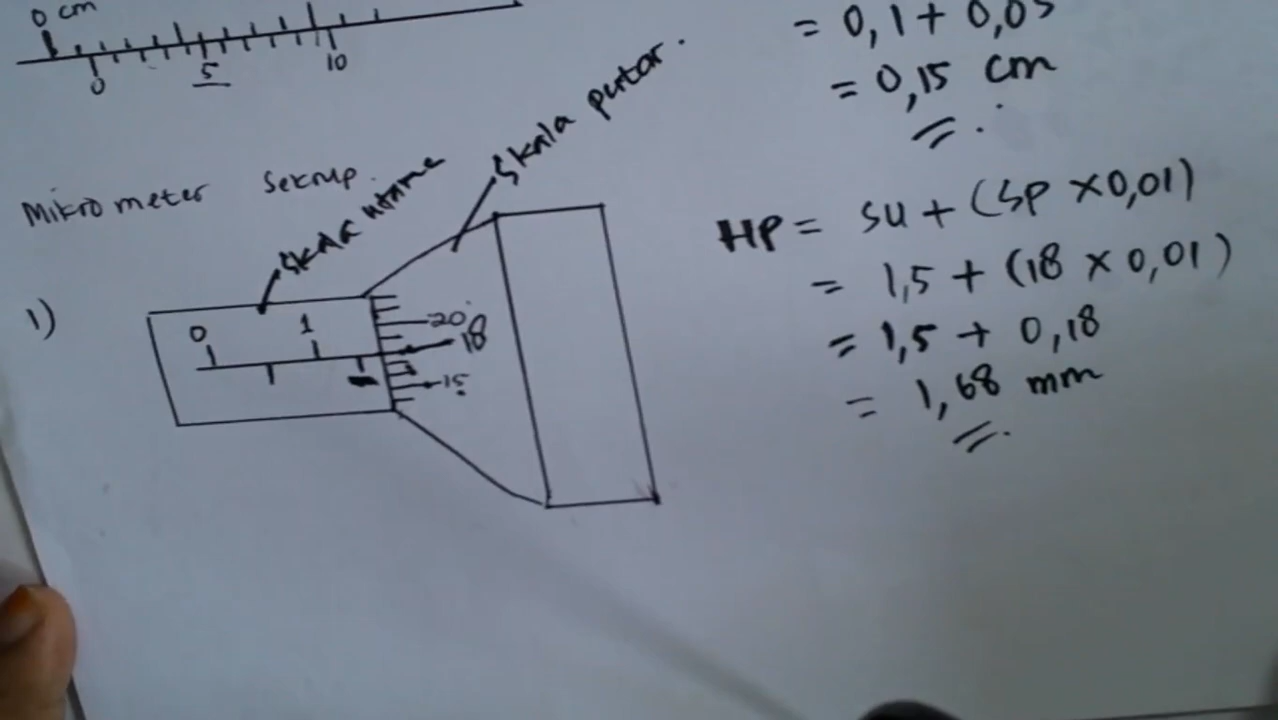 0 cm
0 5 10
= 0,1 + 0,05
= 0,15 cm
Mikrometer Sekrup.
Skala utama
Skala putar.
1)
0 1
20
18
15
HP = SU + (SP × 0,01)
= 1,5 + (18 × 0,01)
= 1,5 + 0,18
= 1,68 mm